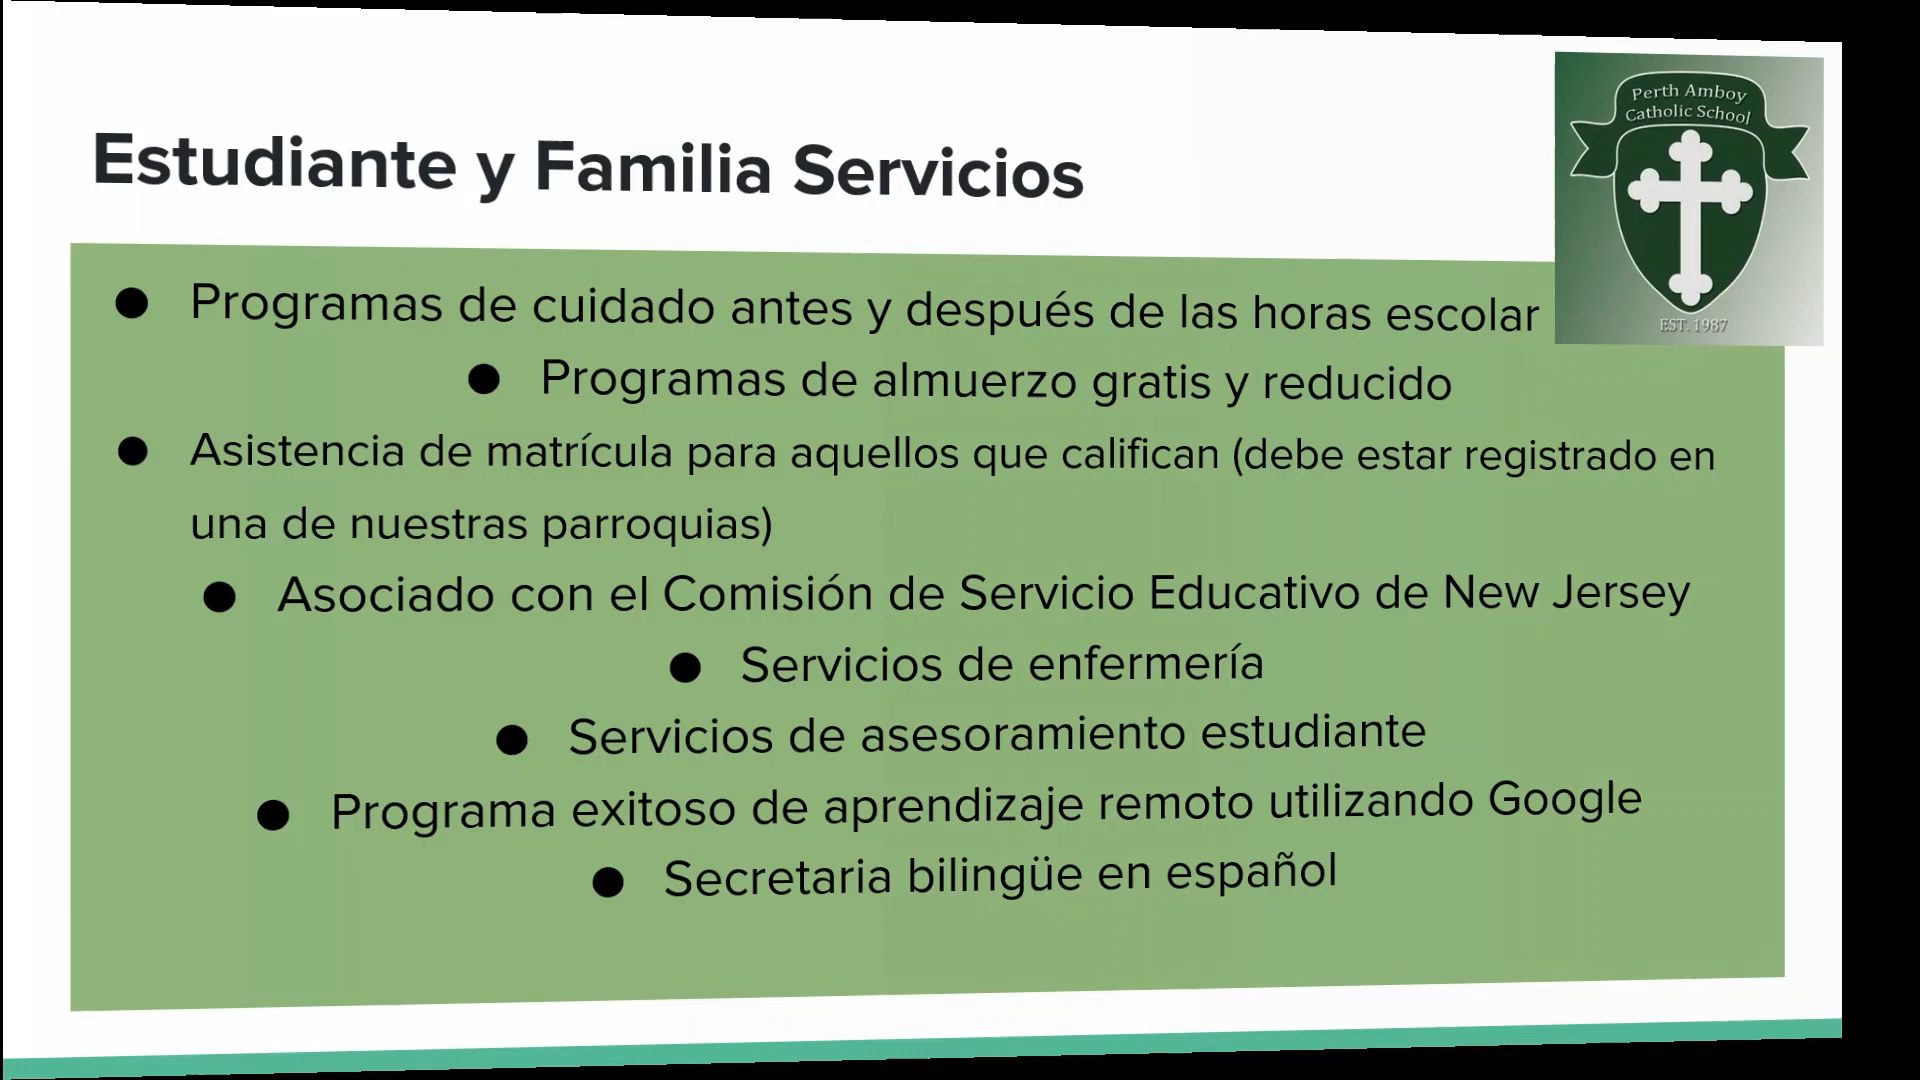 Perth Amboy
Catholic School
EST. 1987
Estudiante y Familia Servicios
● Programas de cuidado antes y después de las horas escolar
● Programas de almuerzo gratis y reducido
● Asistencia de matrícula para aquellos que califican (debe estar registrado en
una de nuestras parroquias)
● Asociado con el Comisión de Servicio Educativo de New Jersey
● Servicios de enfermería
● Servicios de asesoramiento estudiante
● Programa exitoso de aprendizaje remoto utilizando Google
● Secretaria bilingüe en español